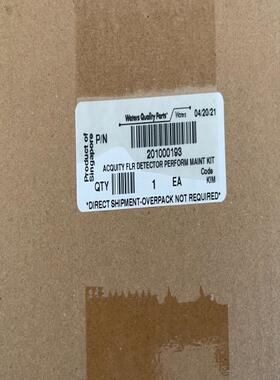 Waters Quality Parts
Waters
04/20/21
P/N
201000193
ACQUITY FLR DETECTOR PERFORM MAINT KIT
Code
QTY 1 EA KIM
*DIRECT SHIPMENT-OVERPACK NOT REQUIRED*
Product of
Singapore